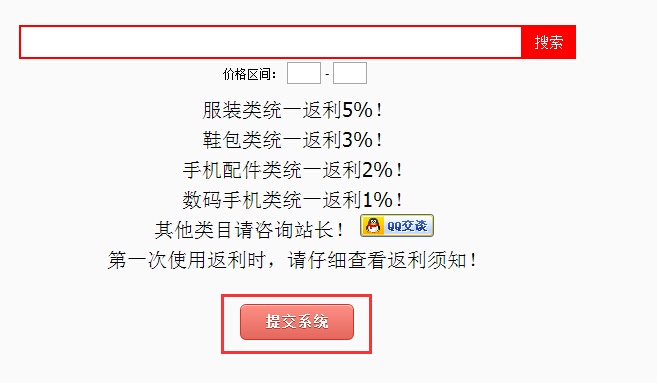 搜索
价格区间： -
服装类统一返利5%！
鞋包类统一返利3%！
手机配件类统一返利2%！
数码手机类统一返利1%！
其他类目请咨询站长！ QQ交谈
第一次使用返利时，请仔细查看返利须知！
提交系统